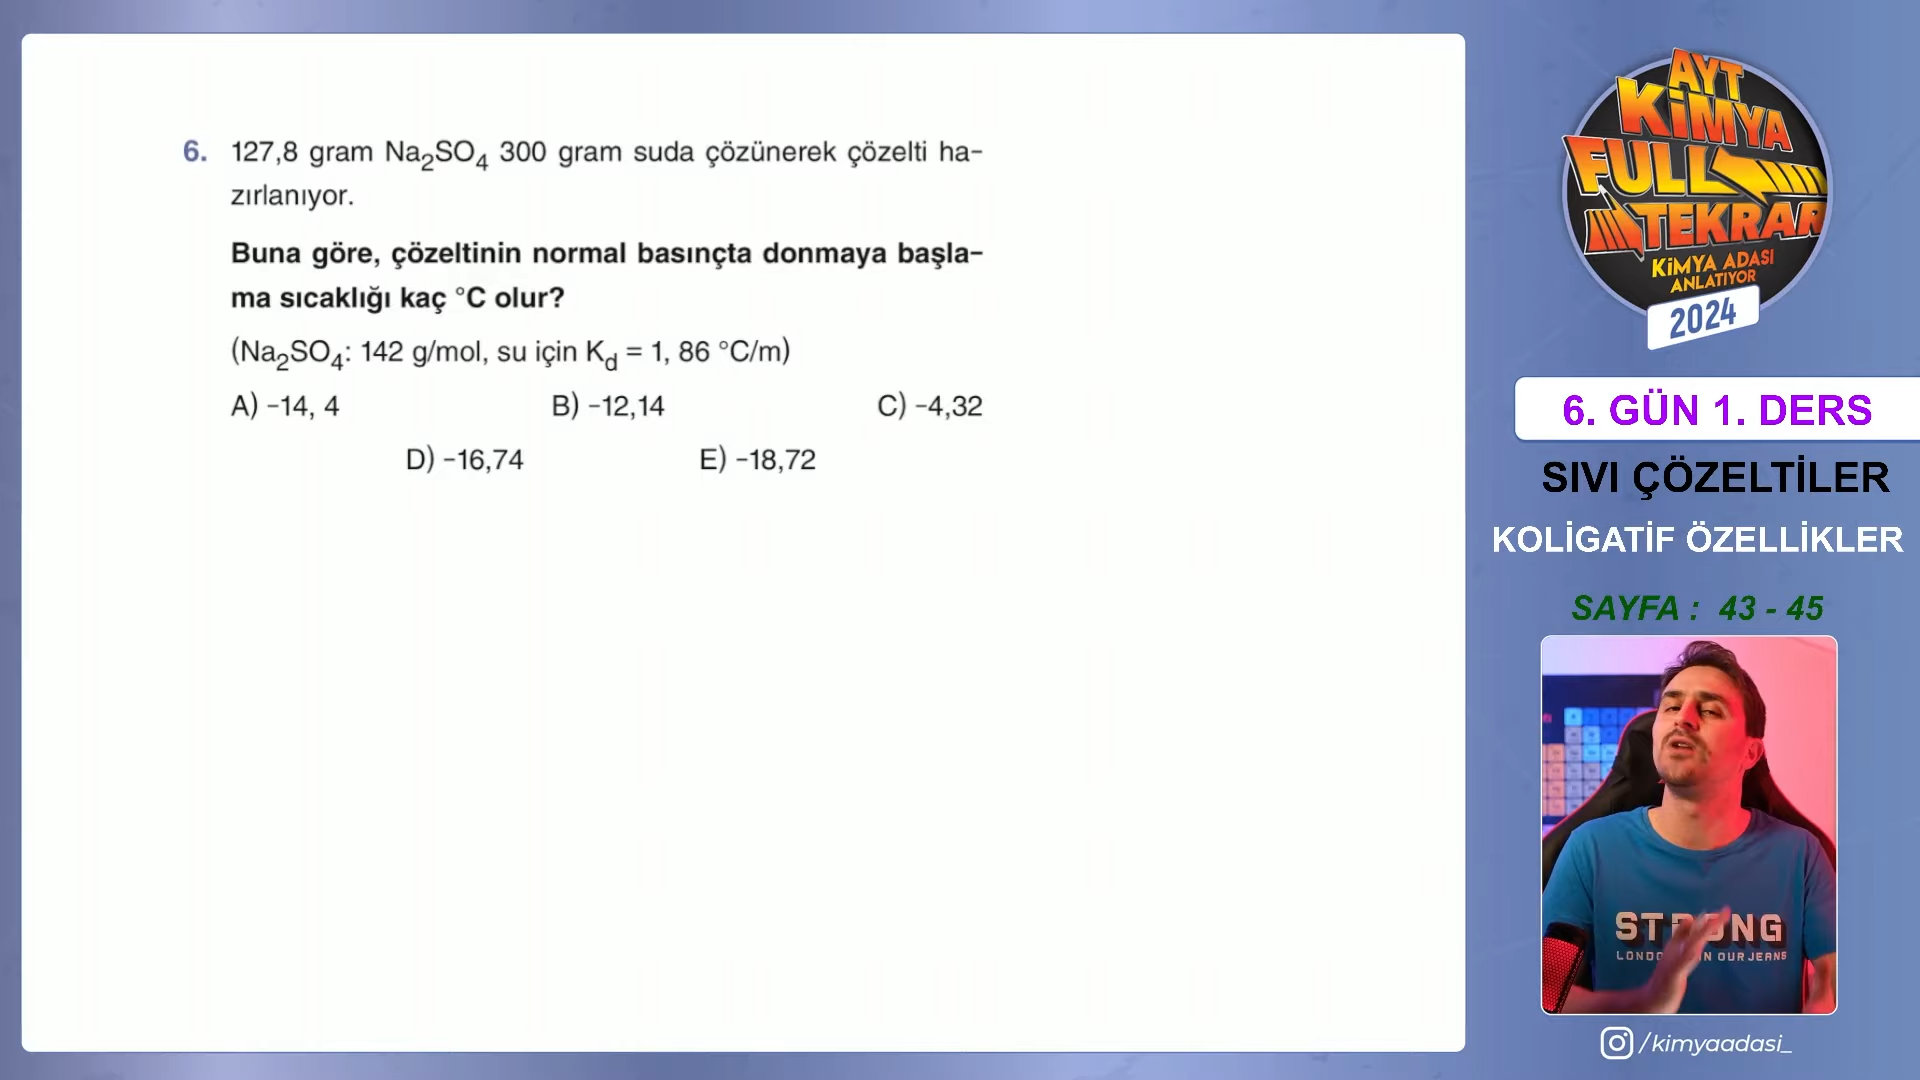 6. 127,8 gram Na₂SO₄ 300 gram suda çözünerek çözelti ha-
zırlanıyor.
Buna göre, çözeltinin normal basınçta donmaya başla-
ma sıcaklığı kaç °C olur?
(Na₂SO₄: 142 g/mol, su için K_d = 1, 86 °C/m)
A) -14, 4 B) -12,14 C) -4,32
D) -16,74 E) -18,72
AYT
KİMYA
FULL
TEKRAR
KİMYA ADASI
ANLATIYOR
2024
6. GÜN 1. DERS
SIVI ÇÖZELTİLER
KOLİGATİF ÖZELLİKLER
SAYFA : 43 - 45
/kimyaadasi_